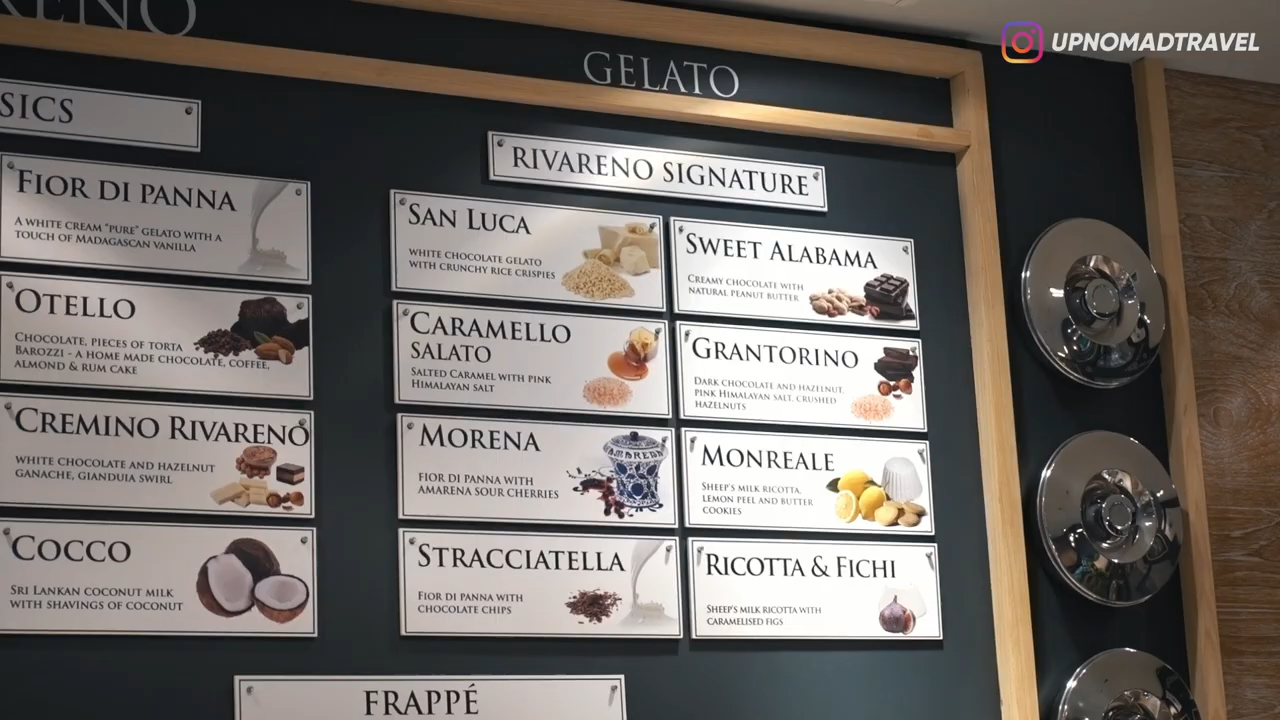 RENO
UPNOMADTRAVEL
GELATO
SICS
FIOR DI PANNA
A WHITE CREAM "PURE" GELATO WITH A
TOUCH OF MADAGASCAN VANILLA
OTELLO
CHOCOLATE, PIECES OF TORTA
BAROZZI - A HOME MADE CHOCOLATE, COFFEE,
ALMOND & RUM CAKE
CREMINO RIVARENO
WHITE CHOCOLATE AND HAZELNUT
GANACHE, GIANDUIA SWIRL
COCCO
SRI LANKAN COCONUT MILK
WITH SHAVINGS OF COCONUT
RIVARENO SIGNATURE
SAN LUCA
WHITE CHOCOLATE GELATO
WITH CRUNCHY RICE CRISPIES
CARAMELLO
SALATO
SALTED CARAMEL WITH PINK
HIMALAYAN SALT
MORENA
FIOR DI PANNA WITH
AMARENA SOUR CHERRIES
STRACCIATELLA
FIOR DI PANNA WITH
CHOCOLATE CHIPS
SWEET ALABAMA
CREAMY CHOCOLATE WITH
NATURAL PEANUT BUTTER
GRANTORINO
DARK CHOCOLATE AND HAZELNUT,
PINK HIMALAYAN SALT, CRUSHED
HAZELNUTS
MONREALE
SHEEP'S MILK RICOTTA,
LEMON PEEL AND BUTTER
COOKIES
RICOTTA & FICHI
SHEEP'S MILK RICOTTA WITH
CARAMELISED FIGS
FRAPPÉ